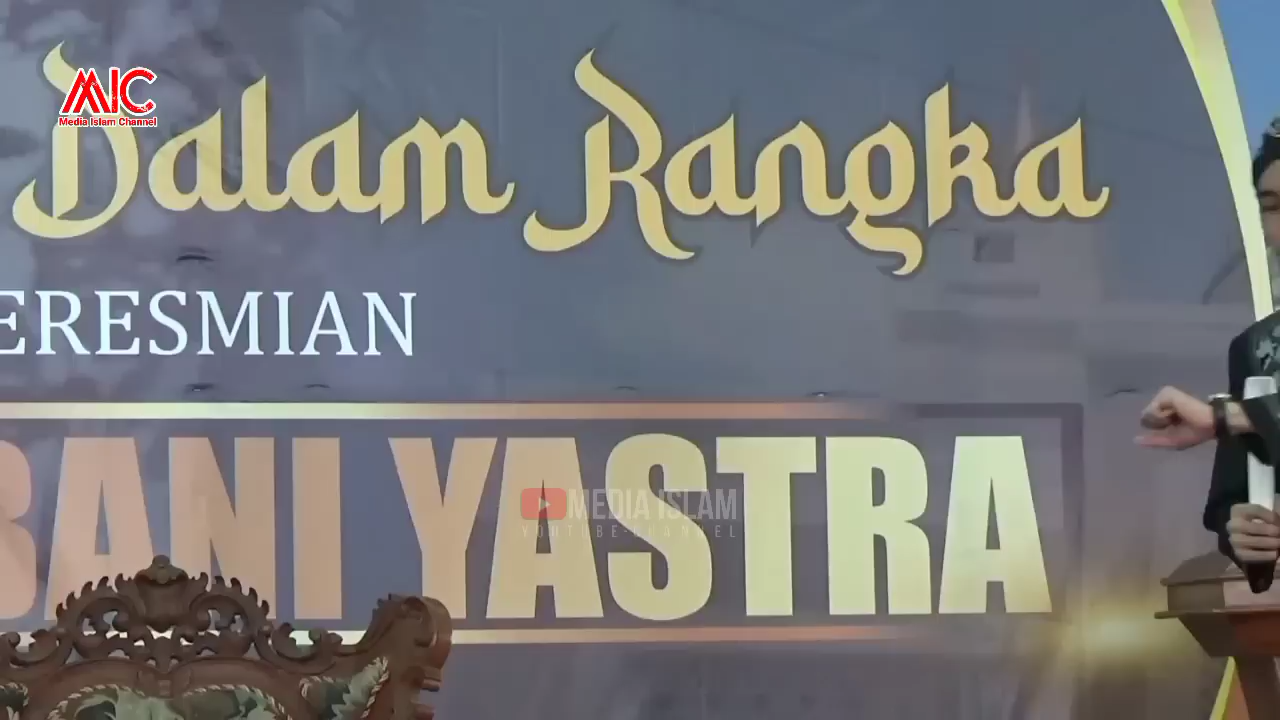 MIC
Media Islam Channel
Dalam Rangka
ERESMIAN
BANI YASTRA
MEDIA ISLAM
YOUTUBE CHANNEL